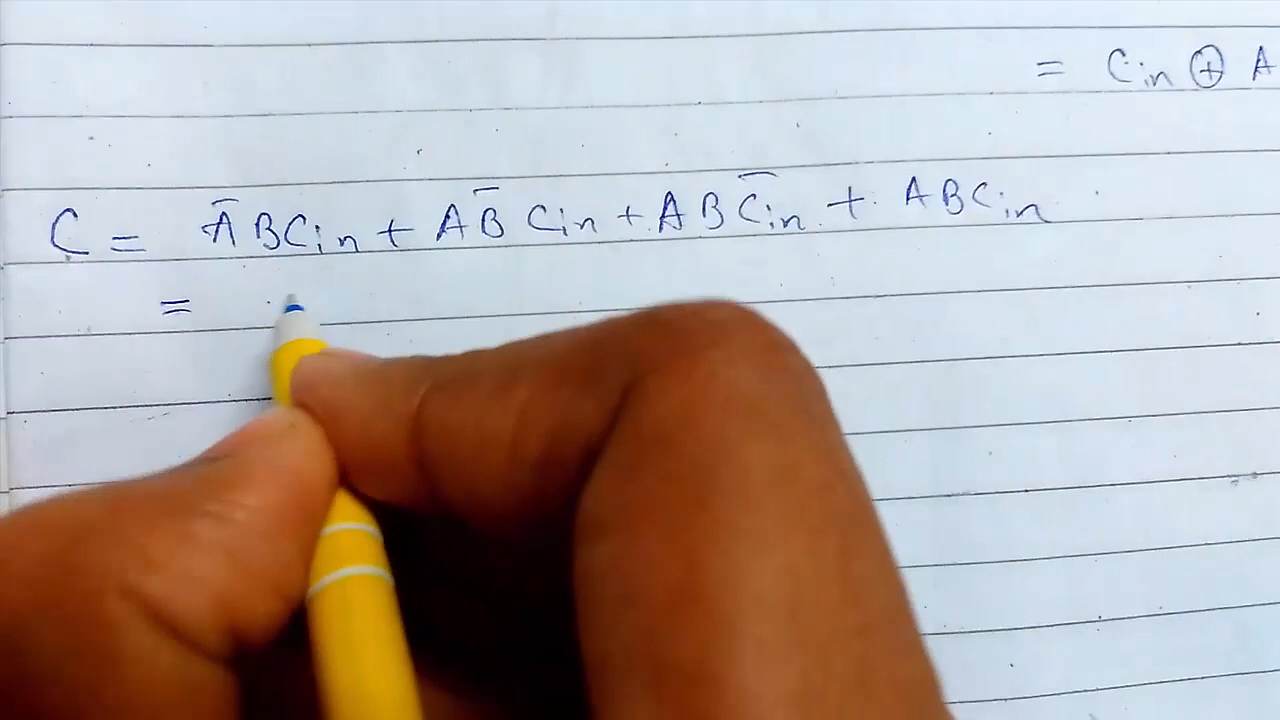 = Cin ⊕ A
C = A̅BCin + AB̅Cin + ABC̅in + ABCin
=